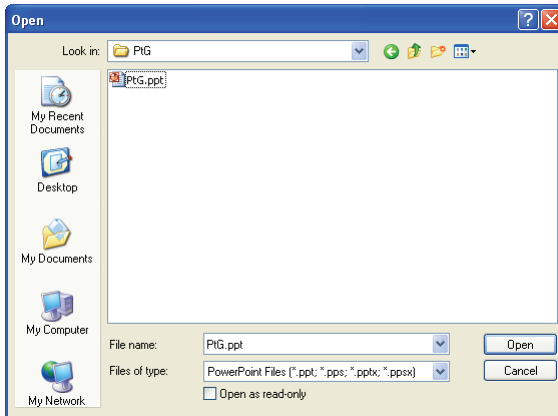 Open
Look in: PtG
PtG.ppt
My Recent
Documents
Desktop
My Documents
My Computer
My Network
File name: PtG.ppt Open
Files of type: PowerPoint Files (*.ppt; *.pps; *.pptx; *.ppsx) Cancel
Open as read-only